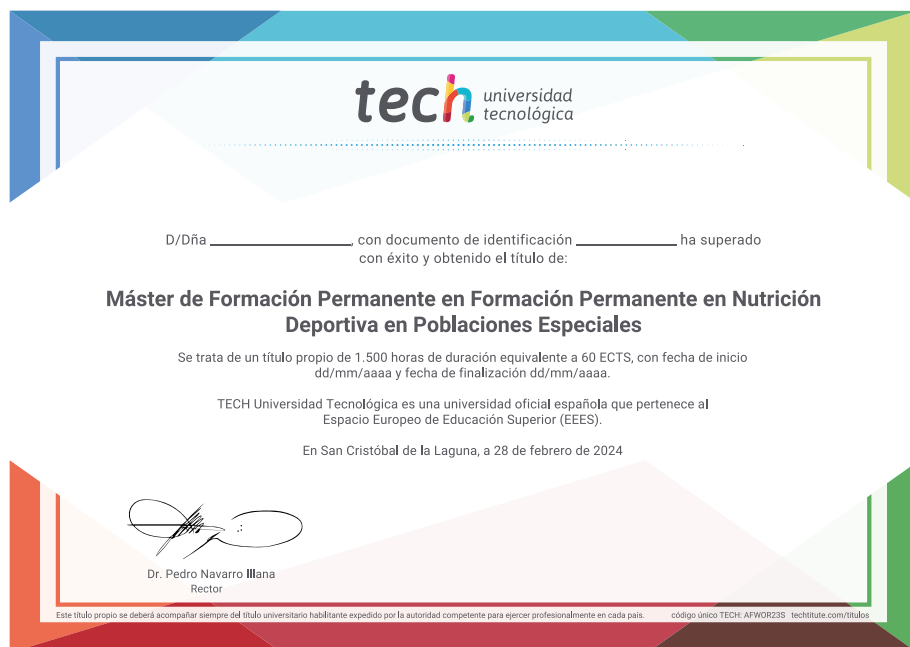 tech universidad
tecnológica
D/Dña ________________, con documento de identificación ____________ ha superado
con éxito y obtenido el título de:
Máster de Formación Permanente en Formación Permanente en Nutrición
Deportiva en Poblaciones Especiales
Se trata de un título propio de 1.500 horas de duración equivalente a 60 ECTS, con fecha de inicio
dd/mm/aaaa y fecha de finalización dd/mm/aaaa.
TECH Universidad Tecnológica es una universidad oficial española que pertenece al
Espacio Europeo de Educación Superior (EEES).
En San Cristóbal de la Laguna, a 28 de febrero de 2024
Dr. Pedro Navarro Illana
Rector
Este título propio se deberá acompañar siempre del título universitario habilitante expedido por la autoridad competente para ejercer profesionalmente en cada país. código único TECH: AFWOR23S techtitute.com/titulos